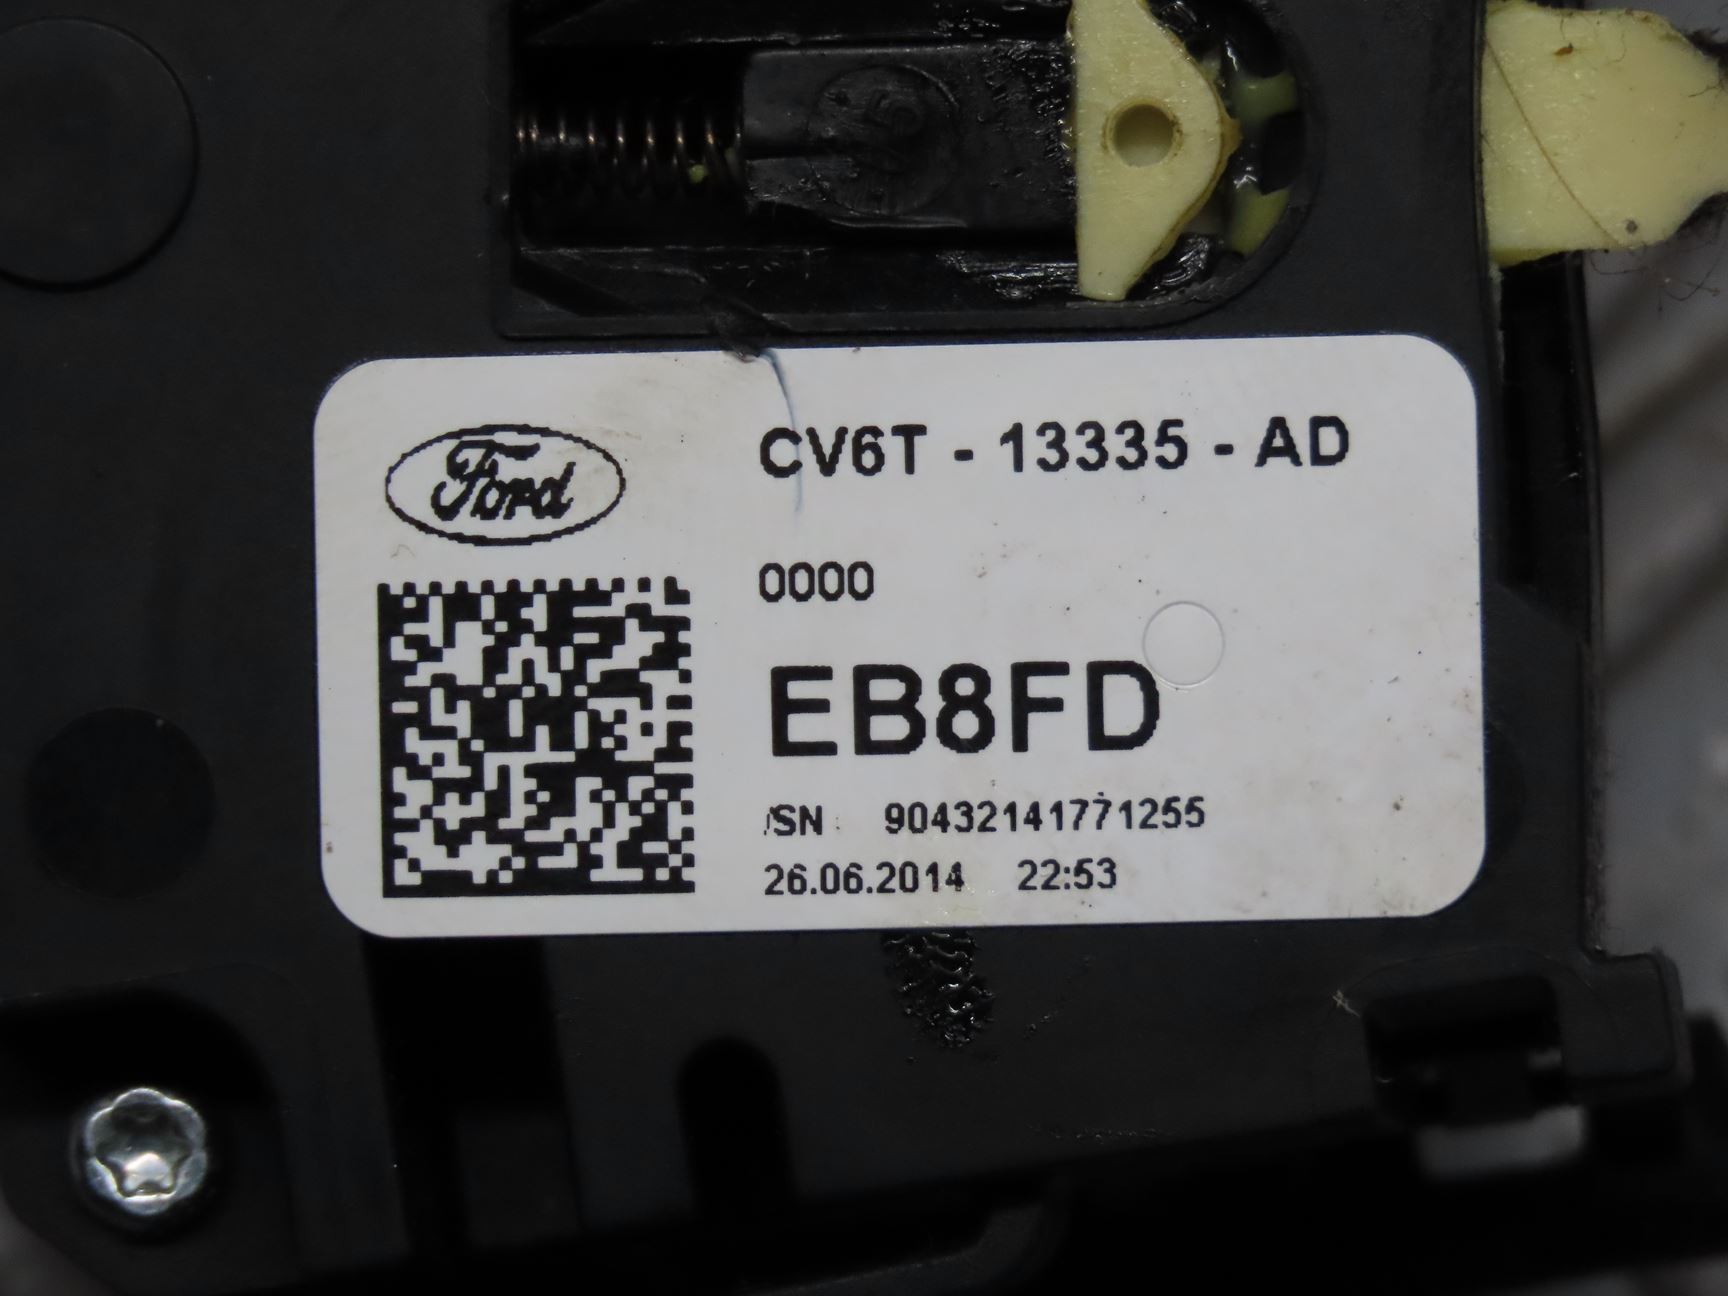 Ford
CV6T - 13335 - AD
0000
EB8FD
/SN : 90432141771255
26.06.2014 22:53